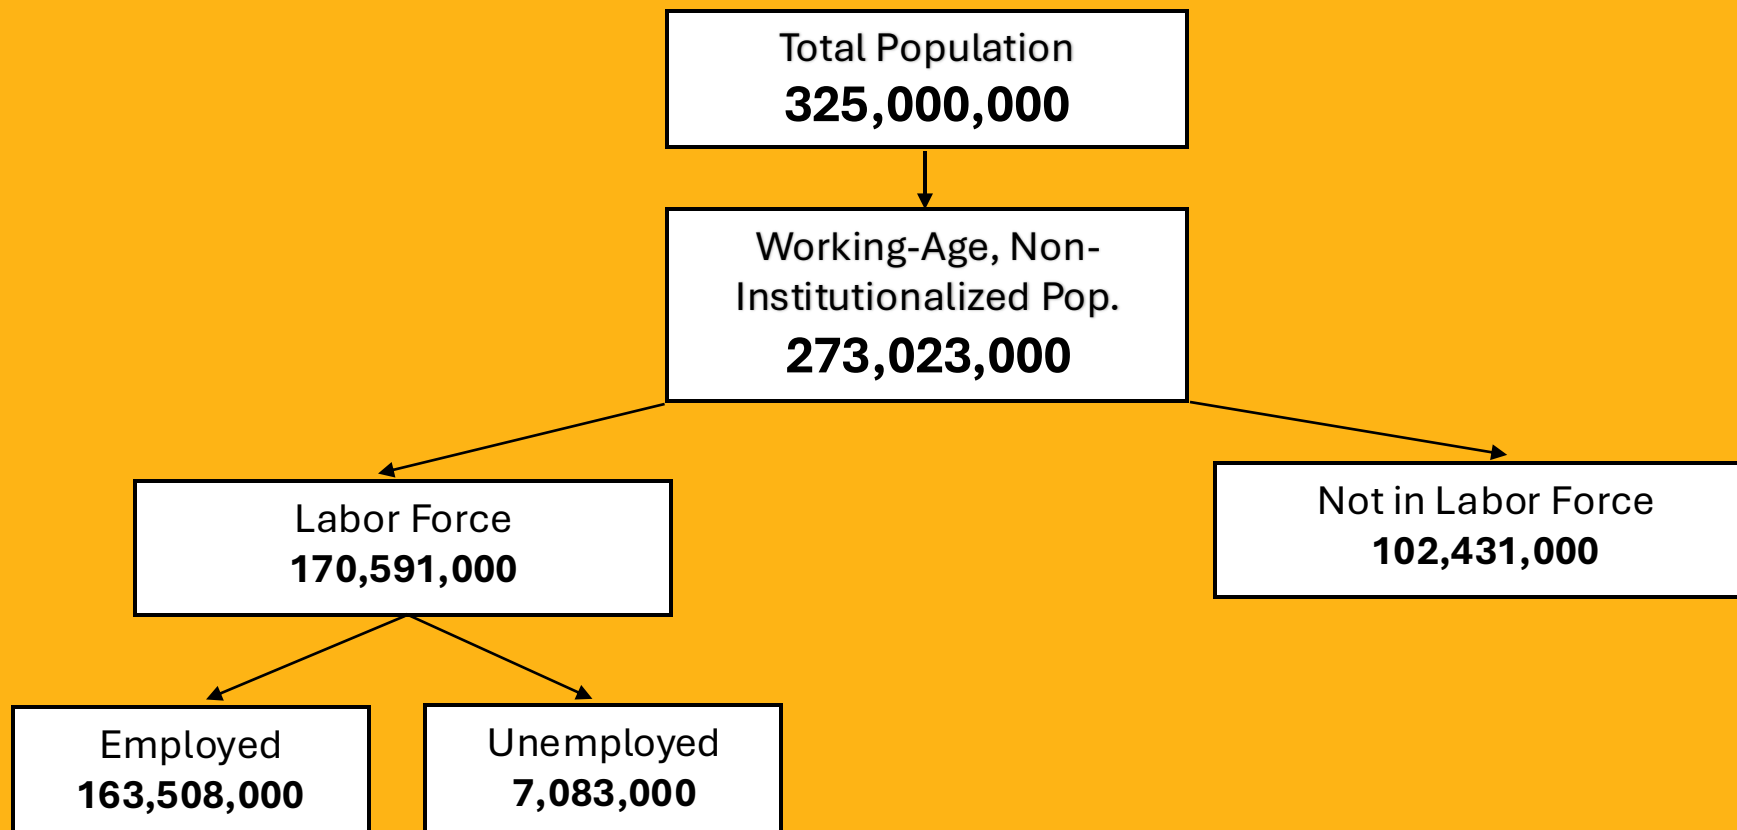 Total Population
325,000,000
Working-Age, Non-
Institutionalized Pop.
273,023,000
Labor Force
170,591,000
Not in Labor Force
102,431,000
Employed
163,508,000
Unemployed
7,083,000